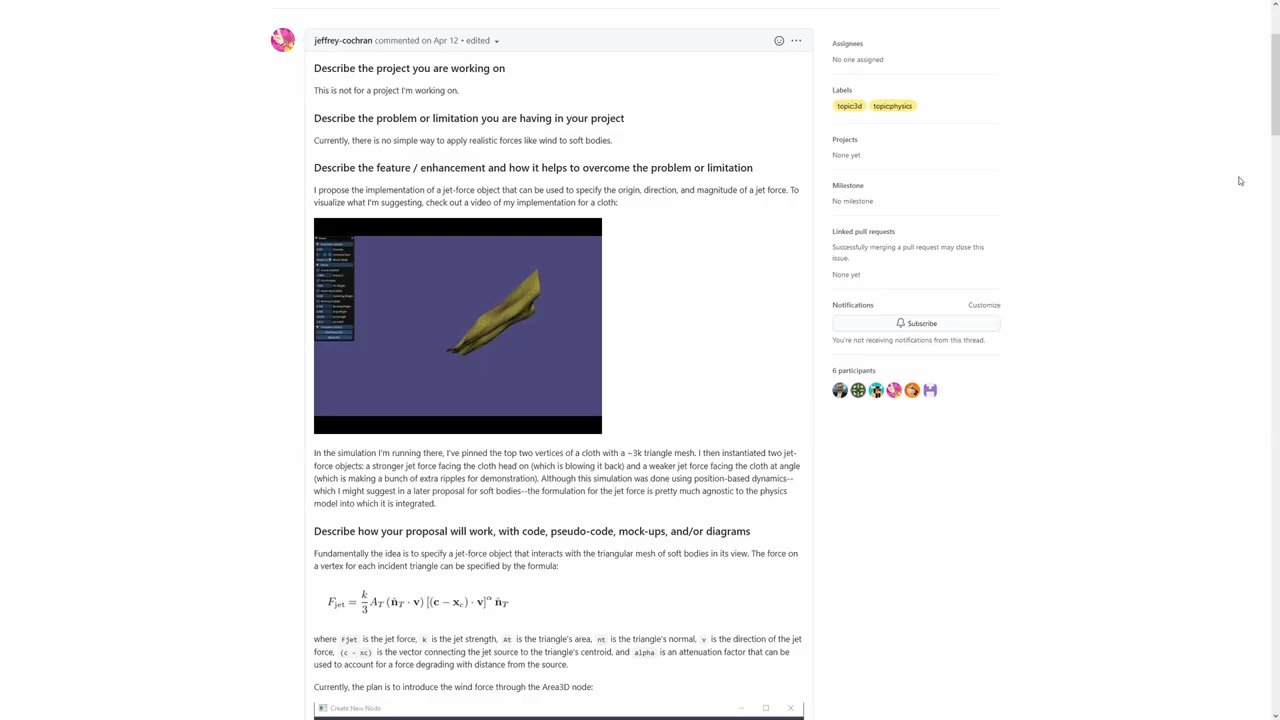 jeffrey-cochran commented on Apr 12 • edited
Describe the project you are working on
This is not for a project I'm working on.
Describe the problem or limitation you are having in your project
Currently, there is no simple way to apply realistic forces like wind to soft bodies.
Describe the feature / enhancement and how it helps to overcome the problem or limitation
I propose the implementation of a jet-force object that can be used to specify the origin, direction, and magnitude of a jet force. To
visualize what I'm suggesting, check out a video of my implementation for a cloth:
In the simulation I'm running there, I've pinned the top two vertices of a cloth with a ~3k triangle mesh. I then instantiated two jet-
force objects: a stronger jet force facing the cloth head on (which is blowing it back) and a weaker jet force facing the cloth at angle
(which is making a bunch of extra ripples for demonstration). Although this simulation was done using position-based dynamics--
which I might suggest in a later proposal for soft bodies--the formulation for the jet force is pretty much agnostic to the physics
model into which it is integrated.
Describe how your proposal will work, with code, pseudo-code, mock-ups, and/or diagrams
Fundamentally the idea is to specify a jet-force object that interacts with the triangular mesh of soft bodies in its view. The force on
a vertex for each incident triangle can be specified by the formula:
F_jet = k/3 A_T (n̂_T · v) [(c − x_c) · v]^α n̂_T
where Fjet is the jet force, k is the jet strength, At is the triangle's area, nt is the triangle's normal, v is the direction of the jet
force, (c - xc) is the vector connecting the jet source to the triangle's centroid, and alpha is an attenuation factor that can be
used to account for a force degrading with distance from the source.
Currently, the plan is to introduce the wind force through the Area3D node:
Create New Node
Assignees
No one assigned
Labels
topic:3d topic:physics
Projects
None yet
Milestone
No milestone
Linked pull requests
Successfully merging a pull request may close this
issue.
None yet
Notifications Customize
Subscribe
You're not receiving notifications from this thread.
6 participants